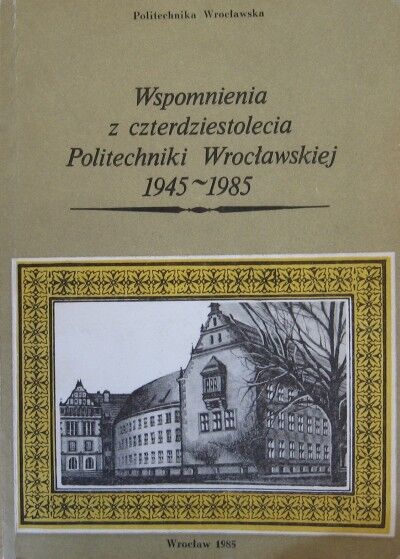 Politechnika Wrocławska
Wspomnienia
z czterdziestolecia
Politechniki Wrocławskiej
1945~1985
Wrocław 1985